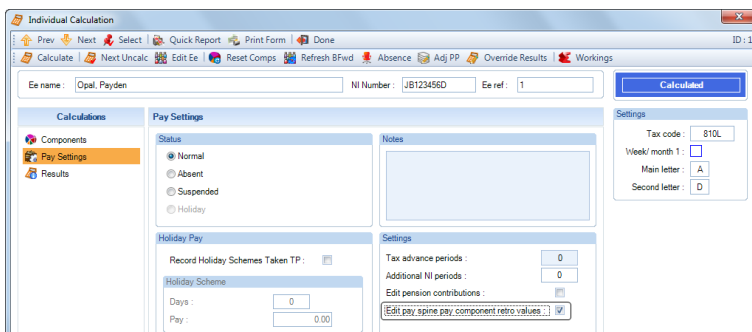 Individual Calculation
Prev Next Select Quick Report Print Form Done ID : 1
Calculate Next Uncalc Edit Ee Reset Comps Refresh BFwd Absence Adj PP Override Results Workings
Ee name : Opal, Payden NI Number : JB123456D Ee ref : 1 Calculated
Calculations
Components
Pay Settings
Results
Pay Settings
Status
Normal
Absent
Suspended
Holiday
Notes
Holiday Pay
Record Holiday Schemes Taken TP :
Holiday Scheme
Days : 0
Pay : 0.00
Settings
Tax advance periods : 0
Additional NI periods : 0
Edit pension contributions :
Edit pay spine pay component retro values :
Settings
Tax code : 810L
Week/ month 1 :
Main letter : A
Second letter : D